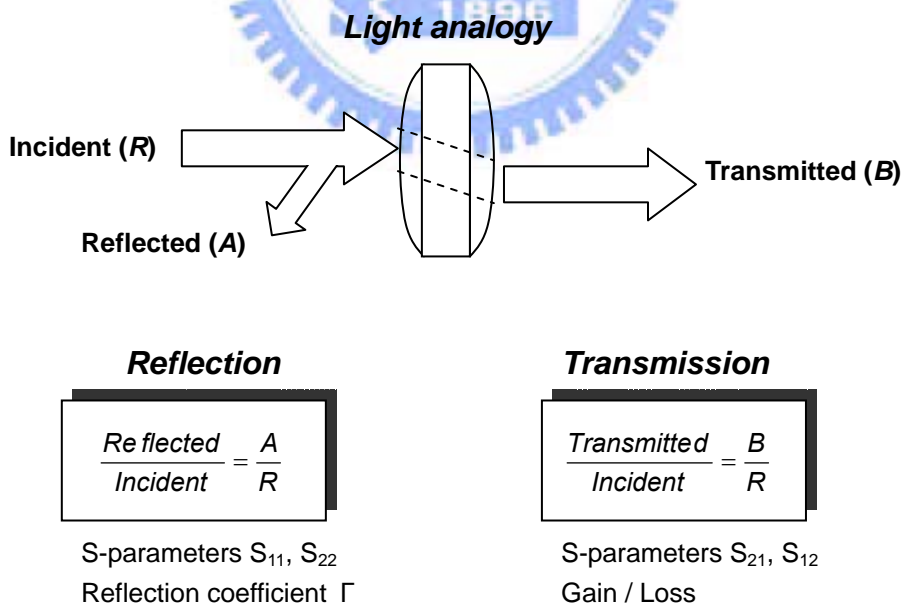 1896
Light analogy
Incident (R)
Transmitted (B)
Reflected (A)
Reflection
Reflected / Incident = A / R
S-parameters S₁₁, S₂₂
Reflection coefficient Γ
Transmission
Transmitted / Incident = B / R
S-parameters S₂₁, S₁₂
Gain / Loss